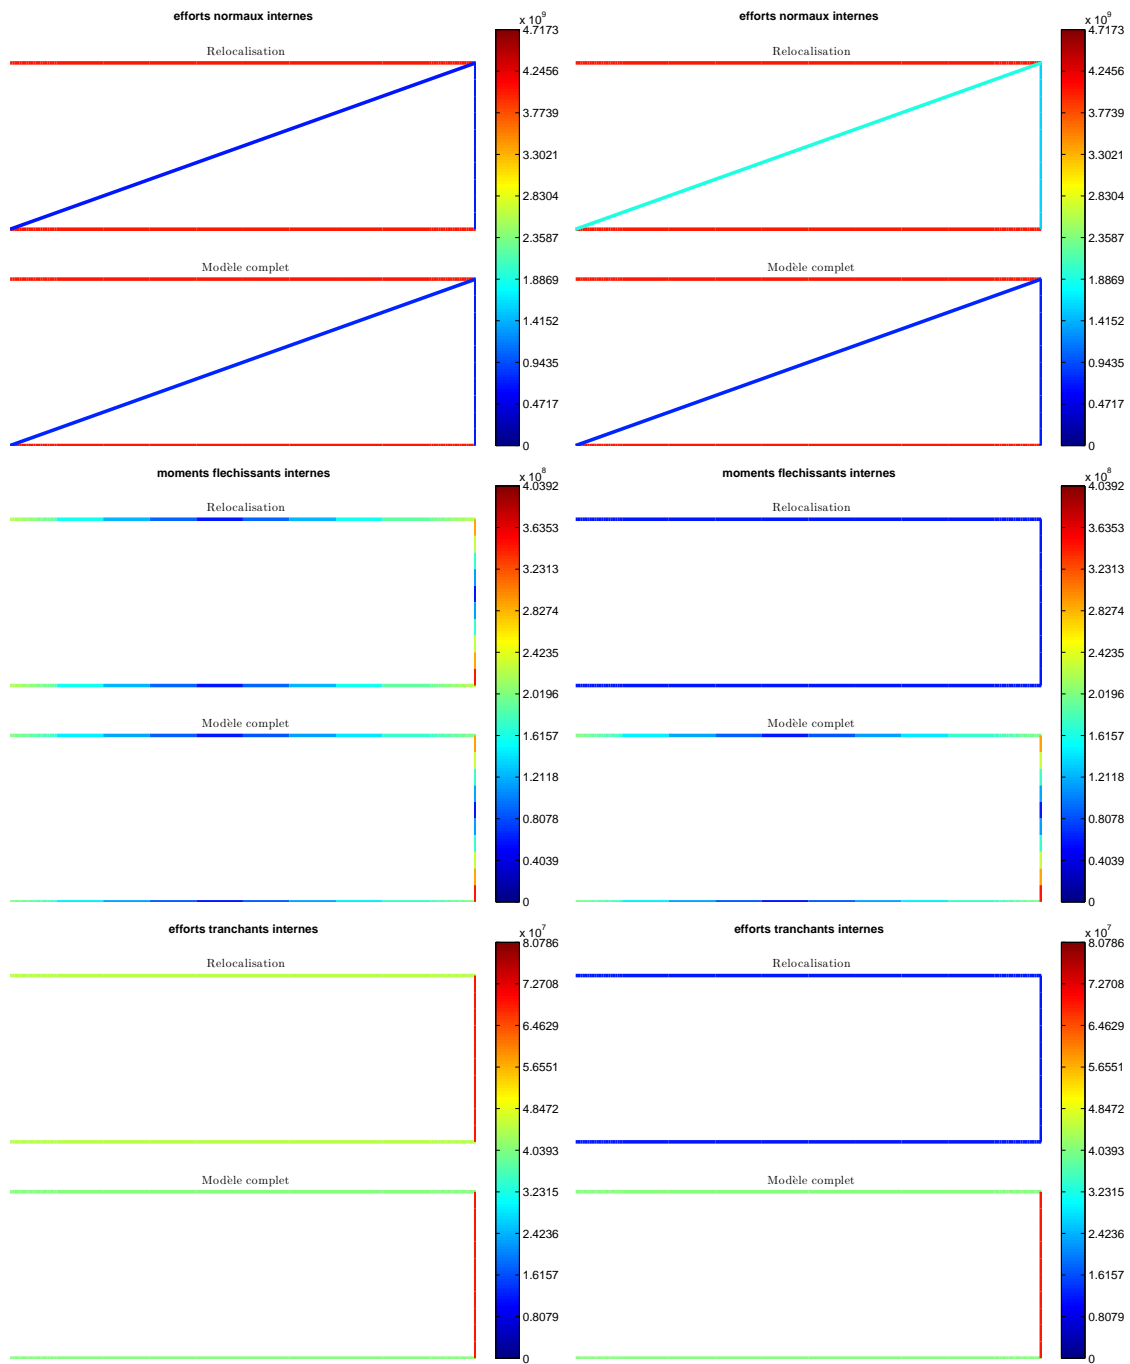 efforts normaux internes
Relocalisation
Modèle complet
x 10^9
4.7173
4.2456
3.7739
3.3021
2.8304
2.3587
1.8869
1.4152
0.9435
0.4717
0
efforts normaux internes
Relocalisation
Modèle complet
x 10^9
4.7173
4.2456
3.7739
3.3021
2.8304
2.3587
1.8869
1.4152
0.9435
0.4717
0
moments flechissants internes
Relocalisation
Modèle complet
x 10^8
4.0392
3.6353
3.2313
2.8274
2.4235
2.0196
1.6157
1.2118
0.8078
0.4039
0
moments flechissants internes
Relocalisation
Modèle complet
x 10^8
4.0392
3.6353
3.2313
2.8274
2.4235
2.0196
1.6157
1.2118
0.8078
0.4039
0
efforts tranchants internes
Relocalisation
Modèle complet
x 10^7
8.0786
7.2708
6.4629
5.6551
4.8472
4.0393
3.2315
2.4236
1.6157
0.8079
0
efforts tranchants internes
Relocalisation
Modèle complet
x 10^7
8.0786
7.2708
6.4629
5.6551
4.8472
4.0393
3.2315
2.4236
1.6157
0.8079
0